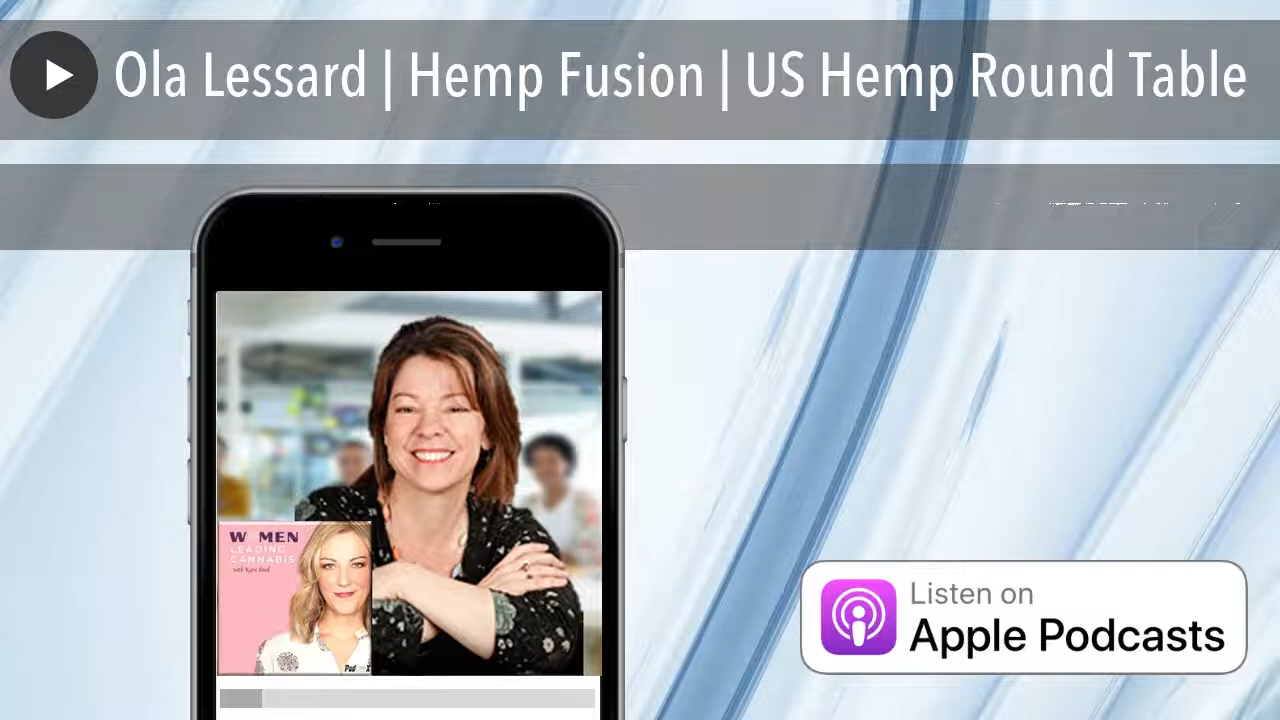 Ola Lessard | Hemp Fusion | US Hemp Round Table
W MEN
LEADING
CANNABIS
Listen on
Apple Podcasts